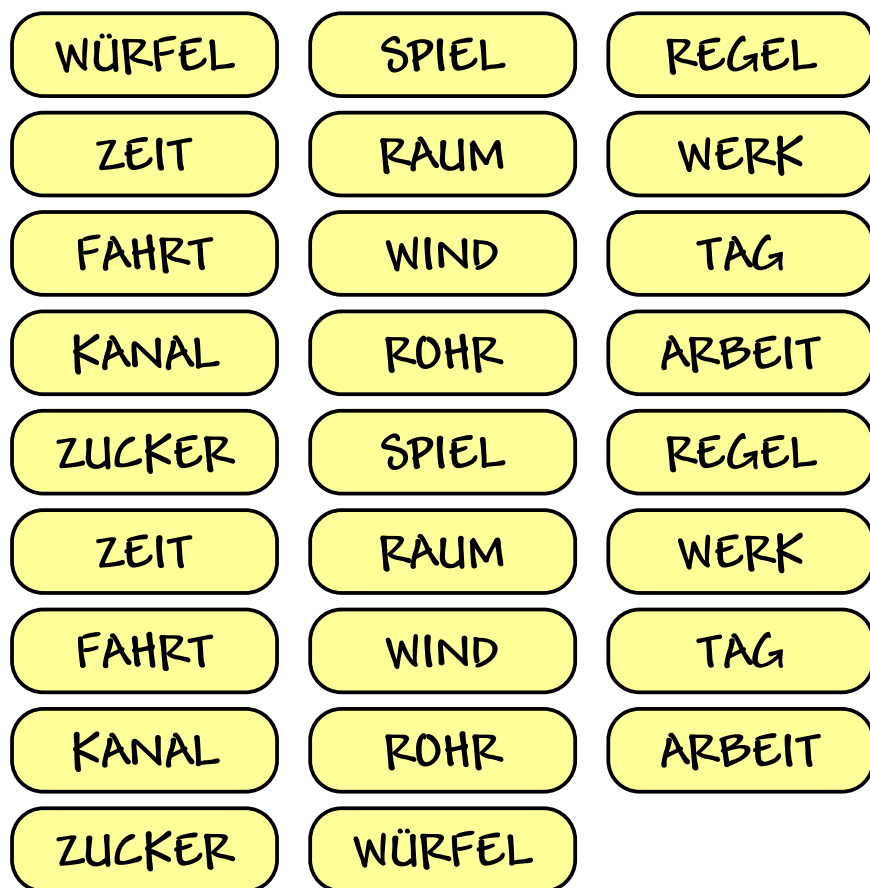 WÜRFEL SPIEL REGEL
ZEIT RAUM WERK
FAHRT WIND TAG
KANAL ROHR ARBEIT
ZUCKER SPIEL REGEL
ZEIT RAUM WERK
FAHRT WIND TAG
KANAL ROHR ARBEIT
ZUCKER WÜRFEL